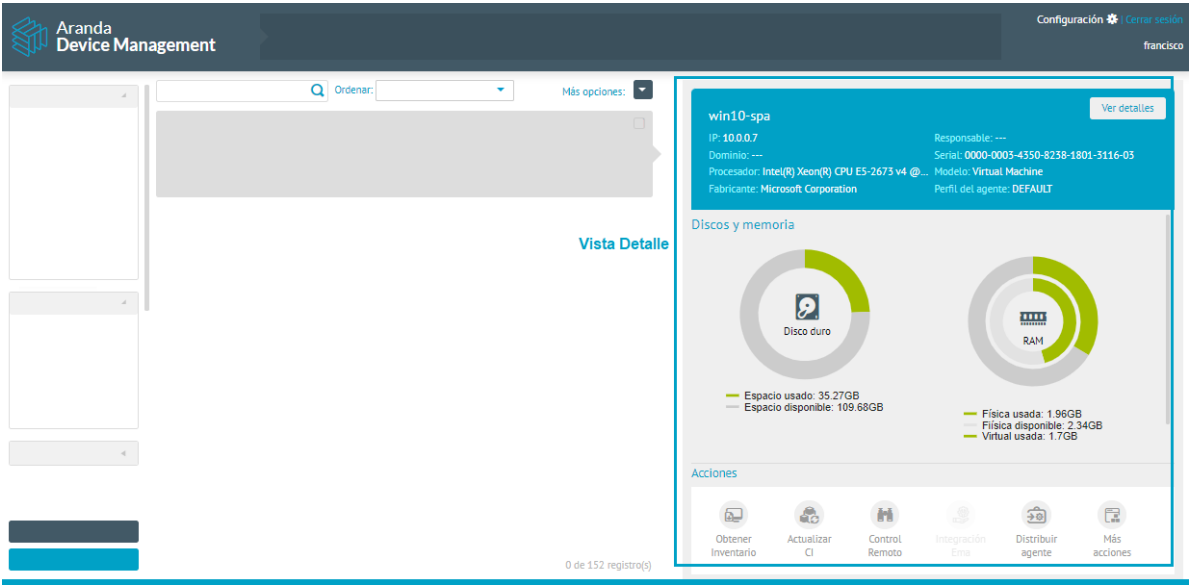 Aranda
Device Management
Configuración | Cerrar sesión
francisco
Ordenar:
Más opciones:
Vista Detalle
0 de 152 registro(s)
win10-spa
Ver detalles
IP: 10.0.0.7
Dominio: ---
Procesador: Intel(R) Xeon(R) CPU E5-2673 v4 @...
Fabricante: Microsoft Corporation
Responsable: ---
Serial: 0000-0003-4350-8238-1801-3116-03
Modelo: Virtual Machine
Perfil del agente: DEFAULT
Discos y memoria
Disco duro
Espacio usado: 35.27GB
Espacio disponible: 109.68GB
RAM
Física usada: 1.96GB
Fiísica disponible: 2.34GB
Virtual usada: 1.7GB
Acciones
Obtener
Inventario
Actualizar
CI
Control
Remoto
Integración
Ema
Distribuir
agente
Más
acciones